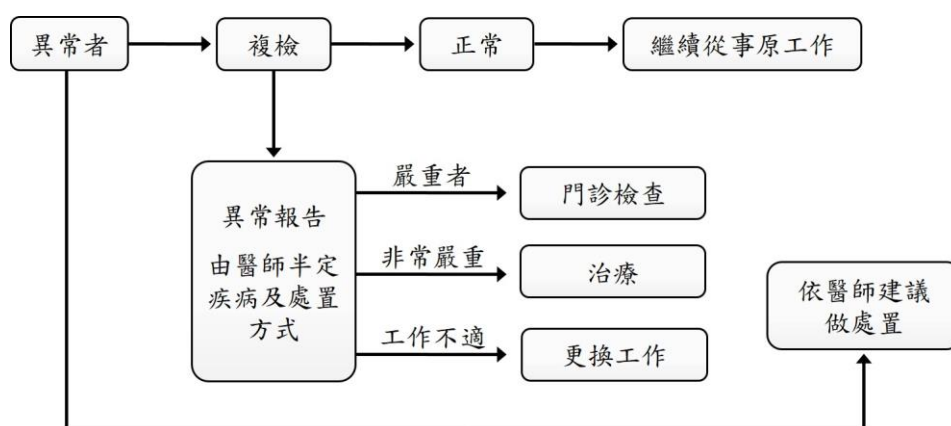 異常者
複檢
正常
繼續從事原工作
異常報告
由醫師半定
疾病及處置
方式
嚴重者
門診檢查
非常嚴重
治療
工作不適
更換工作
依醫師建議
做處置